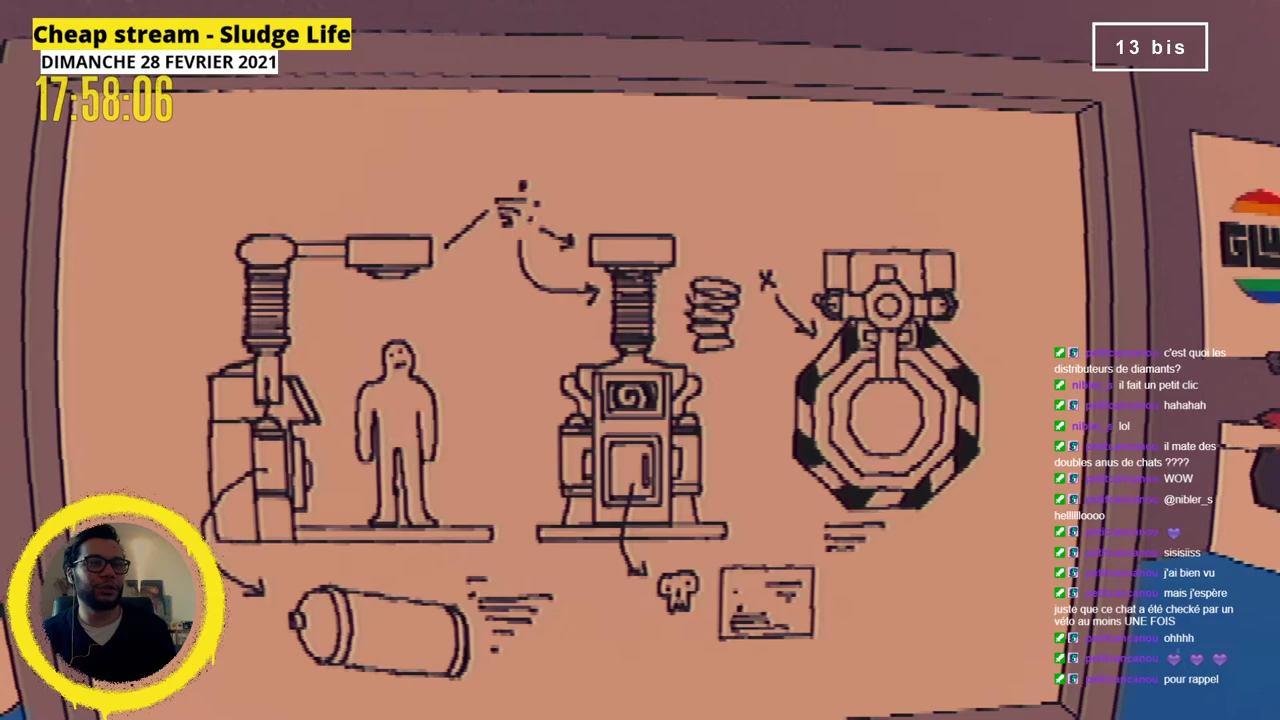 Cheap stream - Sludge Life
DIMANCHE 28 FEVRIER 2021
17:58:06
13 bis
c'est quoi les
distributeurs de diamants?
nibler_s il fait un petit clic
hahahah
nibler_s lol
il mate des
doubles anus de chats ????
WOW
@nibler_s
helllllloooo
sisisiiss
j'ai bien vu
mais j'espère
juste que ce chat a été checké par un
véto au moins UNE FOIS
ohhhh
pour rappel